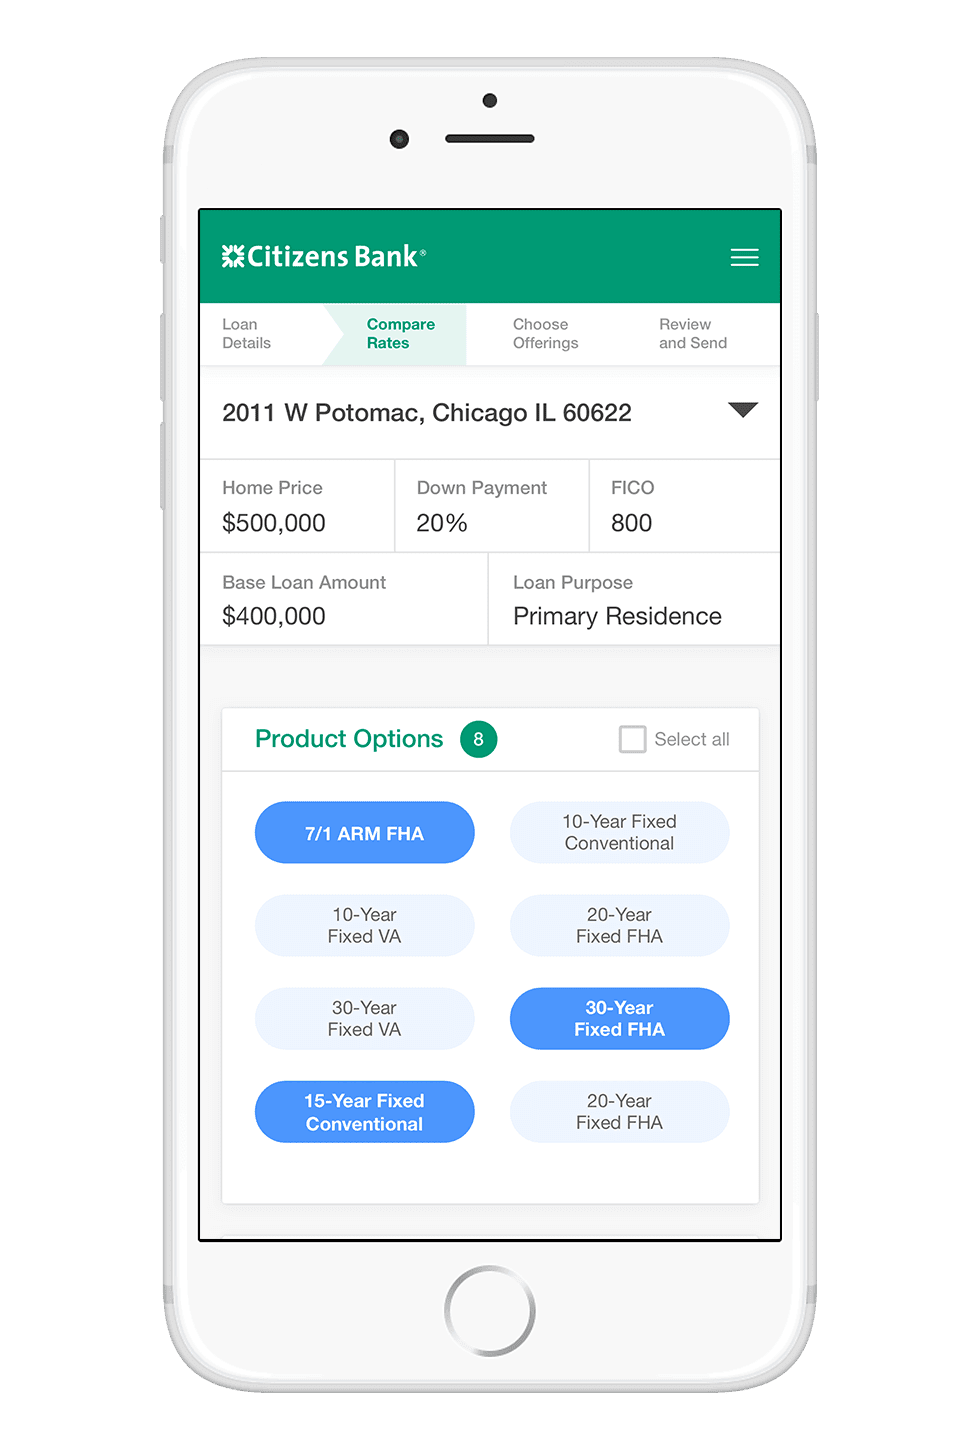 Citizens Bank®
Loan
Details
Compare
Rates
Choose
Offerings
Review
and Send
2011 W Potomac, Chicago IL 60622
Home Price
$500,000
Down Payment
20%
FICO
800
Base Loan Amount
$400,000
Loan Purpose
Primary Residence
Product Options 8
Select all
7/1 ARM FHA
10-Year Fixed
Conventional
10-Year
Fixed VA
20-Year
Fixed FHA
30-Year
Fixed VA
30-Year
Fixed FHA
15-Year Fixed
Conventional
20-Year
Fixed FHA